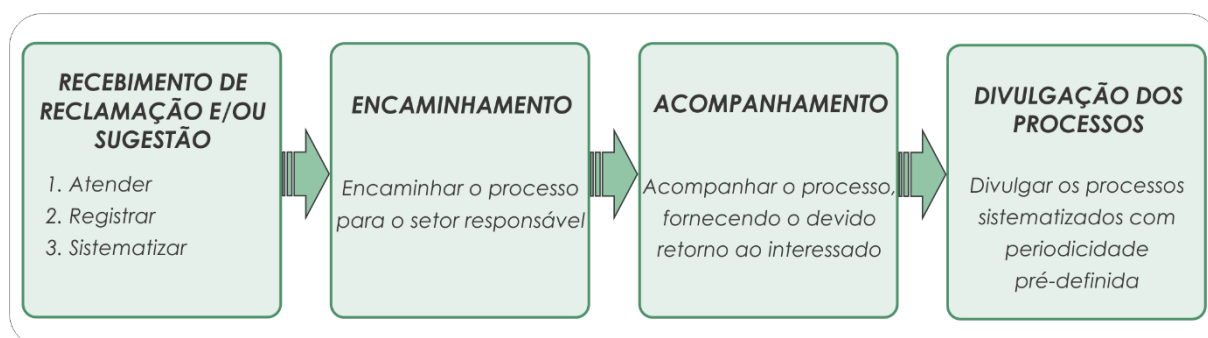 RECEBIMENTO DE
RECLAMAÇÃO E/OU
SUGESTÃO
1. Atender
2. Registrar
3. Sistematizar
ENCAMINHAMENTO
Encaminhar o processo
para o setor responsável
ACOMPANHAMENTO
Acompanhar o processo,
fornecendo o devido
retorno ao interessado
DIVULGAÇÃO DOS
PROCESSOS
Divulgar os processos
sistematizados com
periodicidade
pré-definida